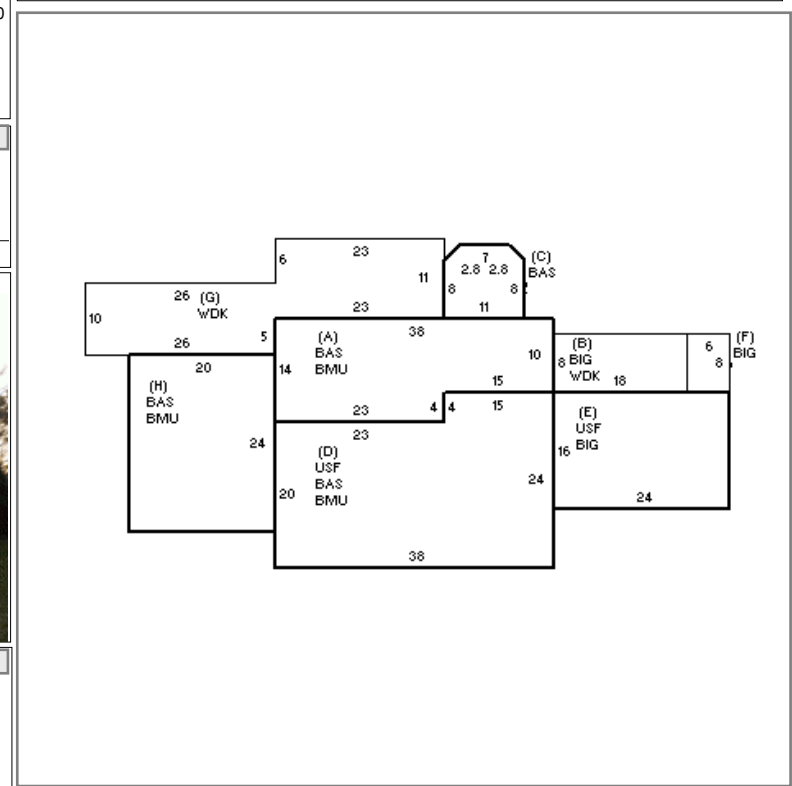 23
6
11
26 (G)
WDK
10
26
5
23
7
2.8 2.8
8 8
11
(C)
BAS
38
(A)
BAS
BMU
14
10
15
23
4
(B)
BIG
WDK
8
18
6
8
(F)
BIG
20
(H)
BAS
BMU
24
4
15
23
(D)
USF
BAS
BMU
20
24
38
(E)
USF
BIG
16
24